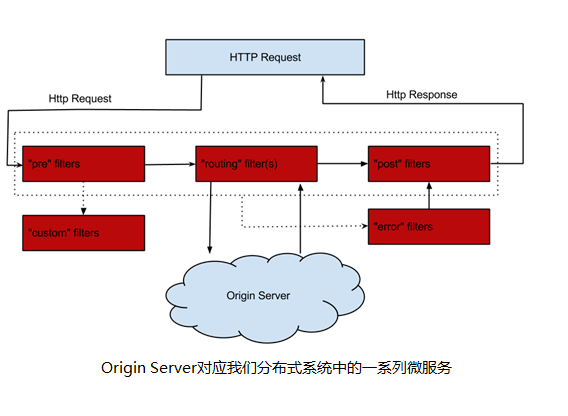 HTTP Request
Http Request
Http Response
"pre" filters
"routing" filter(s)
"post" filters
"custom" filters
"error" filters
Origin Server
Origin Server对应我们分布式系统中的一系列微服务